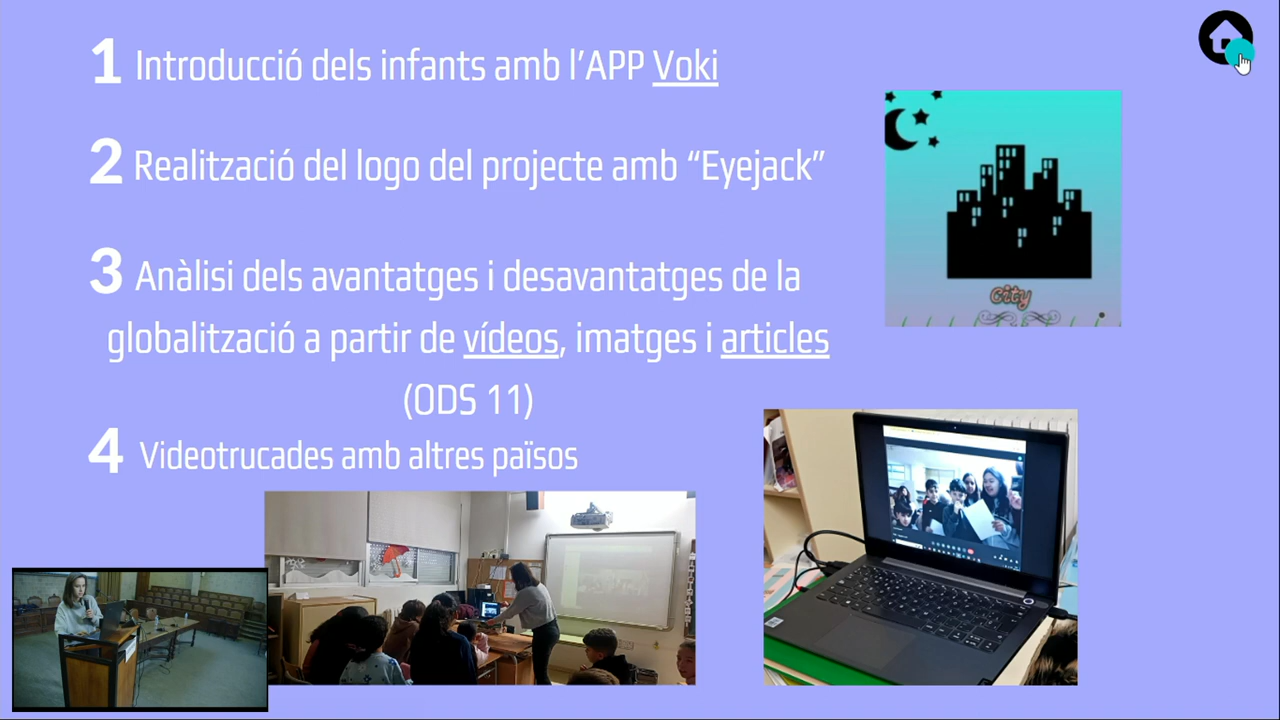 1 Introducció dels infants amb l’APP Voki
2 Realització del logo del projecte amb “Eyejack”
3 Anàlisi dels avantatges i desavantatges de la
globalització a partir de vídeos, imatges i articles
(ODS 11)
4 Videotrucades amb altres països
city